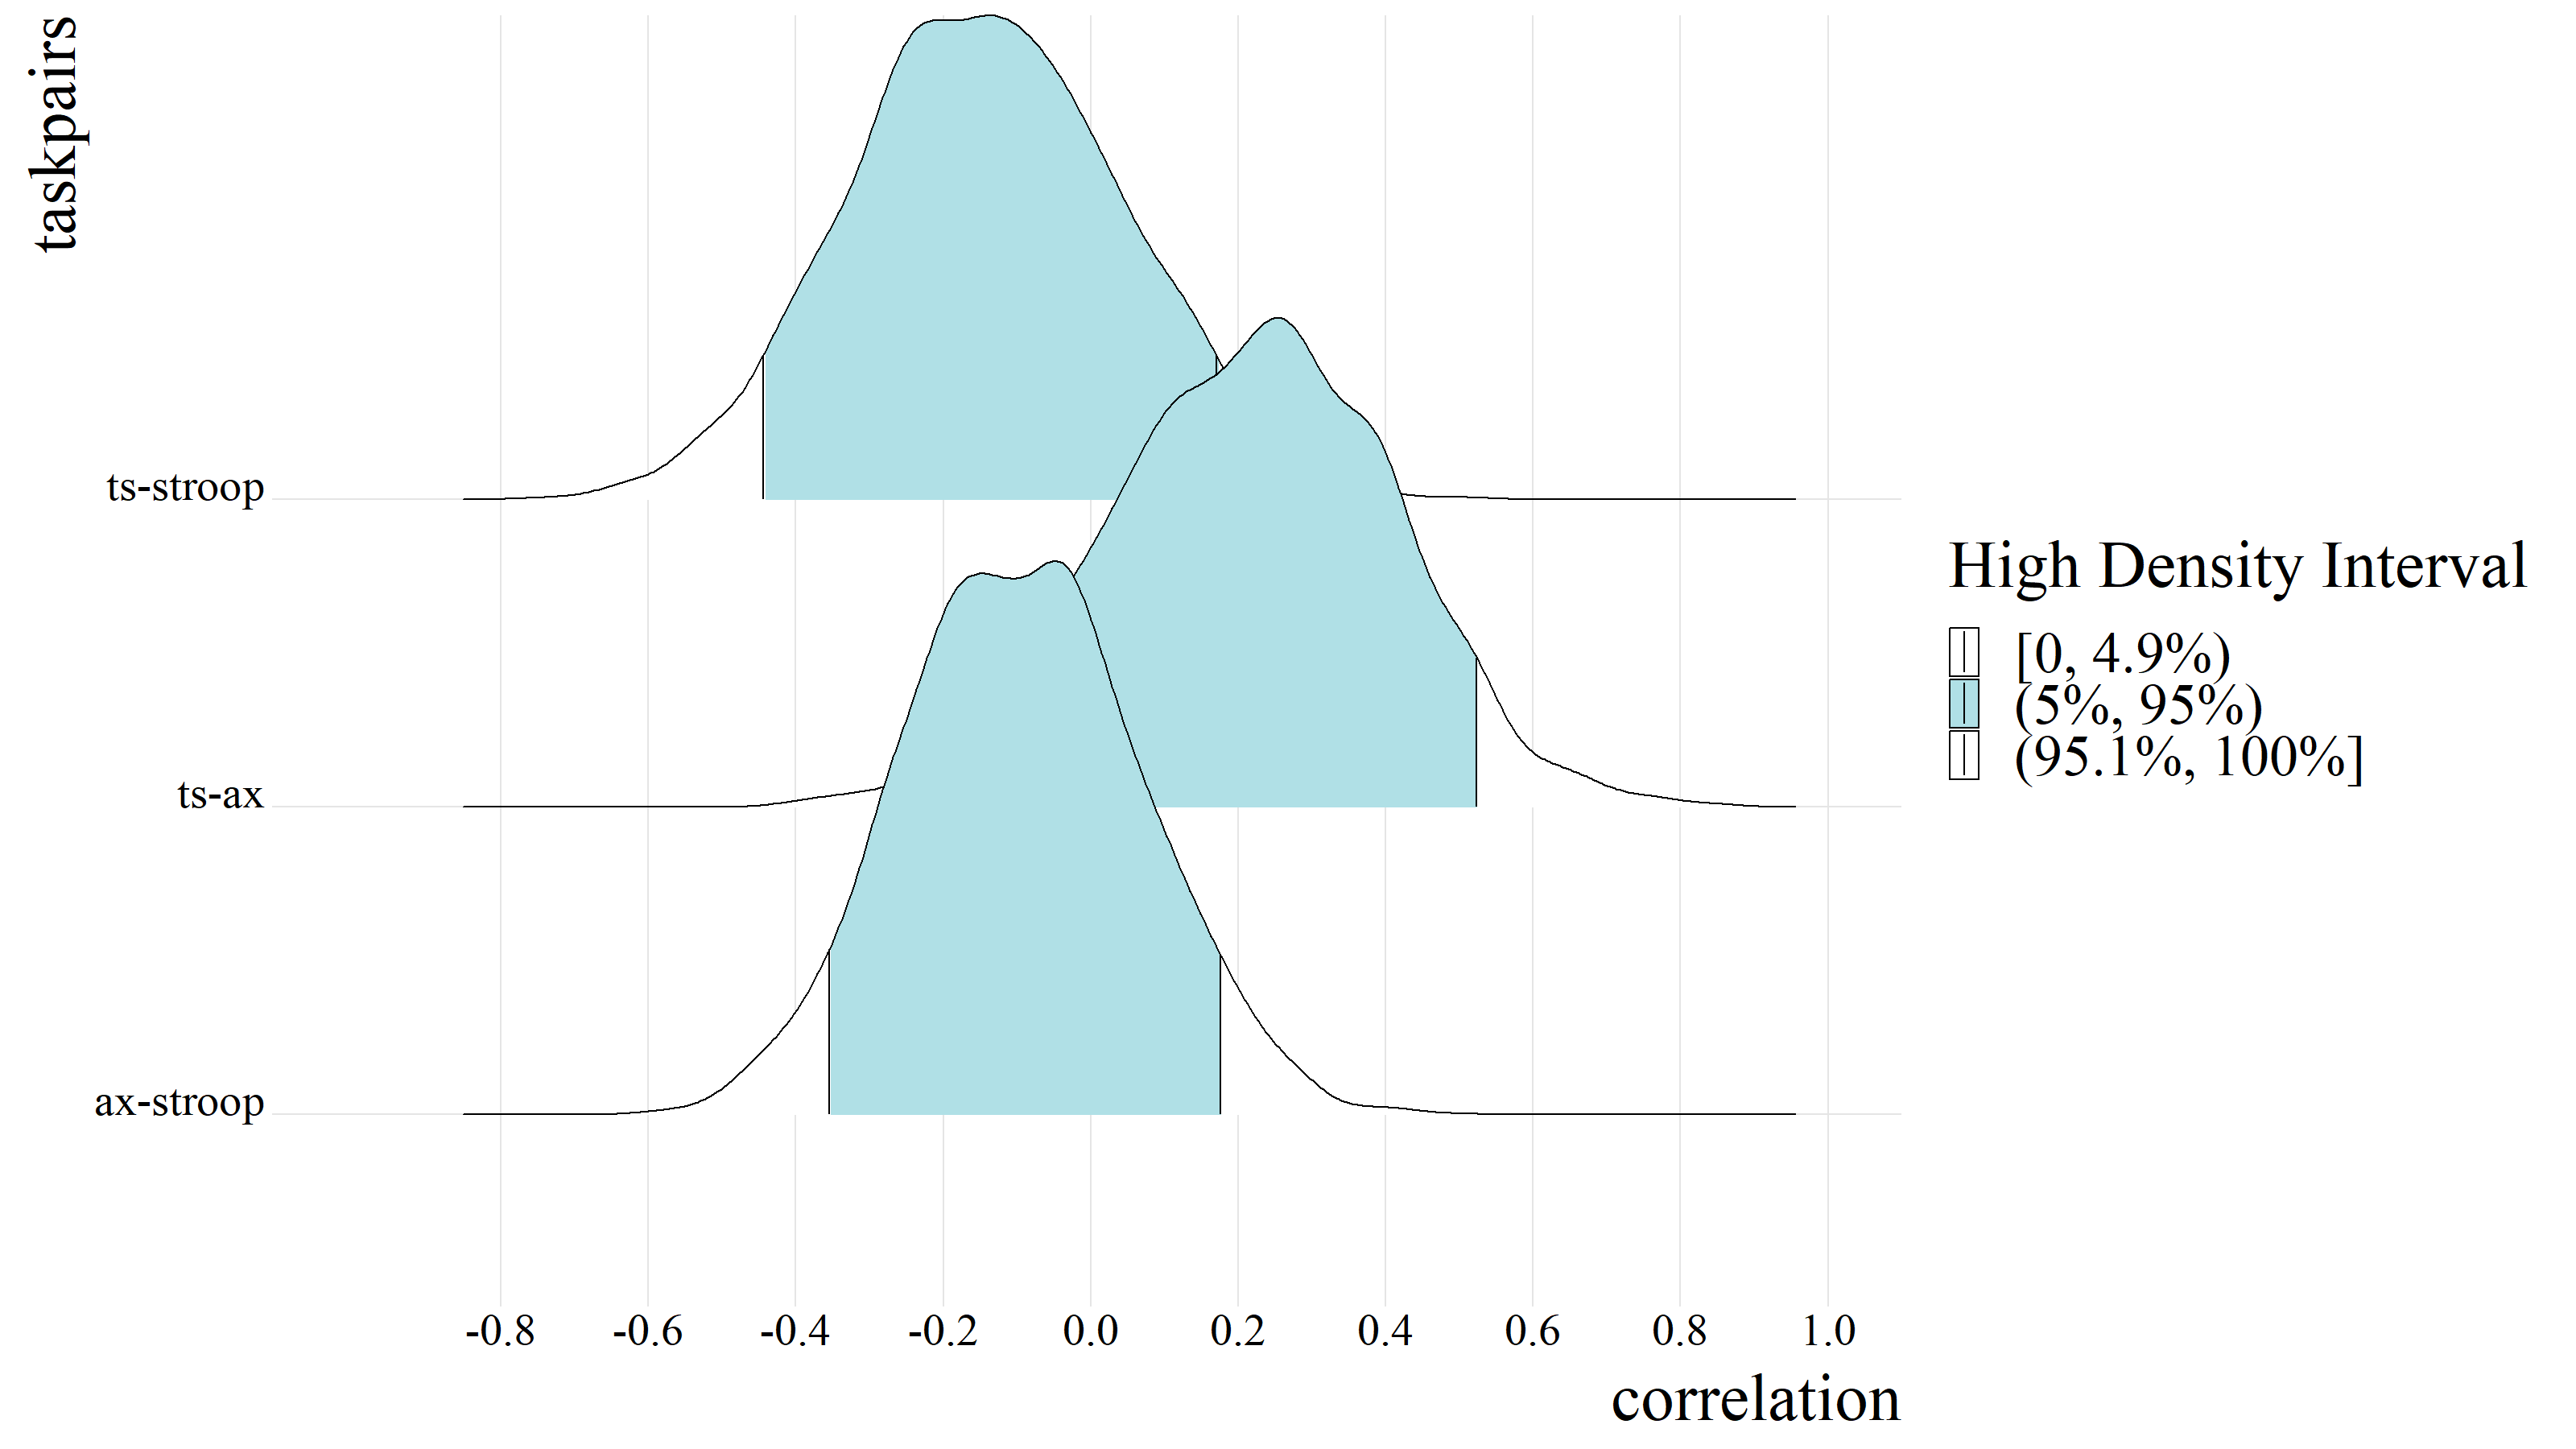 taskpairs
ts-stroop
ts-ax
ax-stroop
-0.8 -0.6 -0.4 -0.2 0.0 0.2 0.4 0.6 0.8 1.0
correlation
High Density Interval
[0, 4.9%)
(5%, 95%)
(95.1%, 100%]